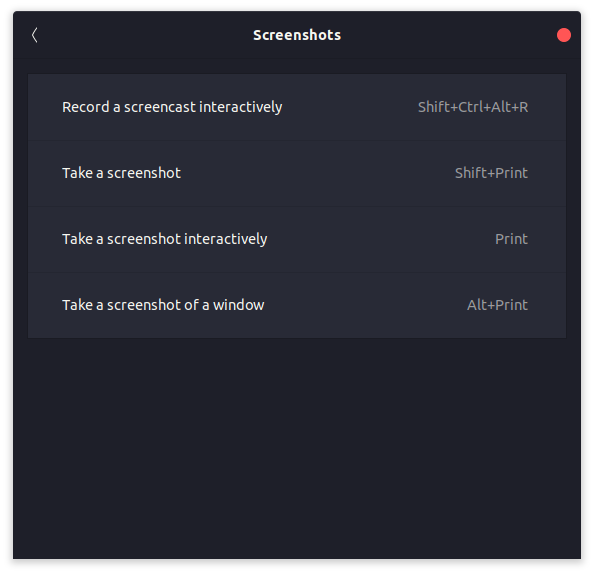 Screenshots
Record a screencast interactively Shift+Ctrl+Alt+R
Take a screenshot Shift+Print
Take a screenshot interactively Print
Take a screenshot of a window Alt+Print